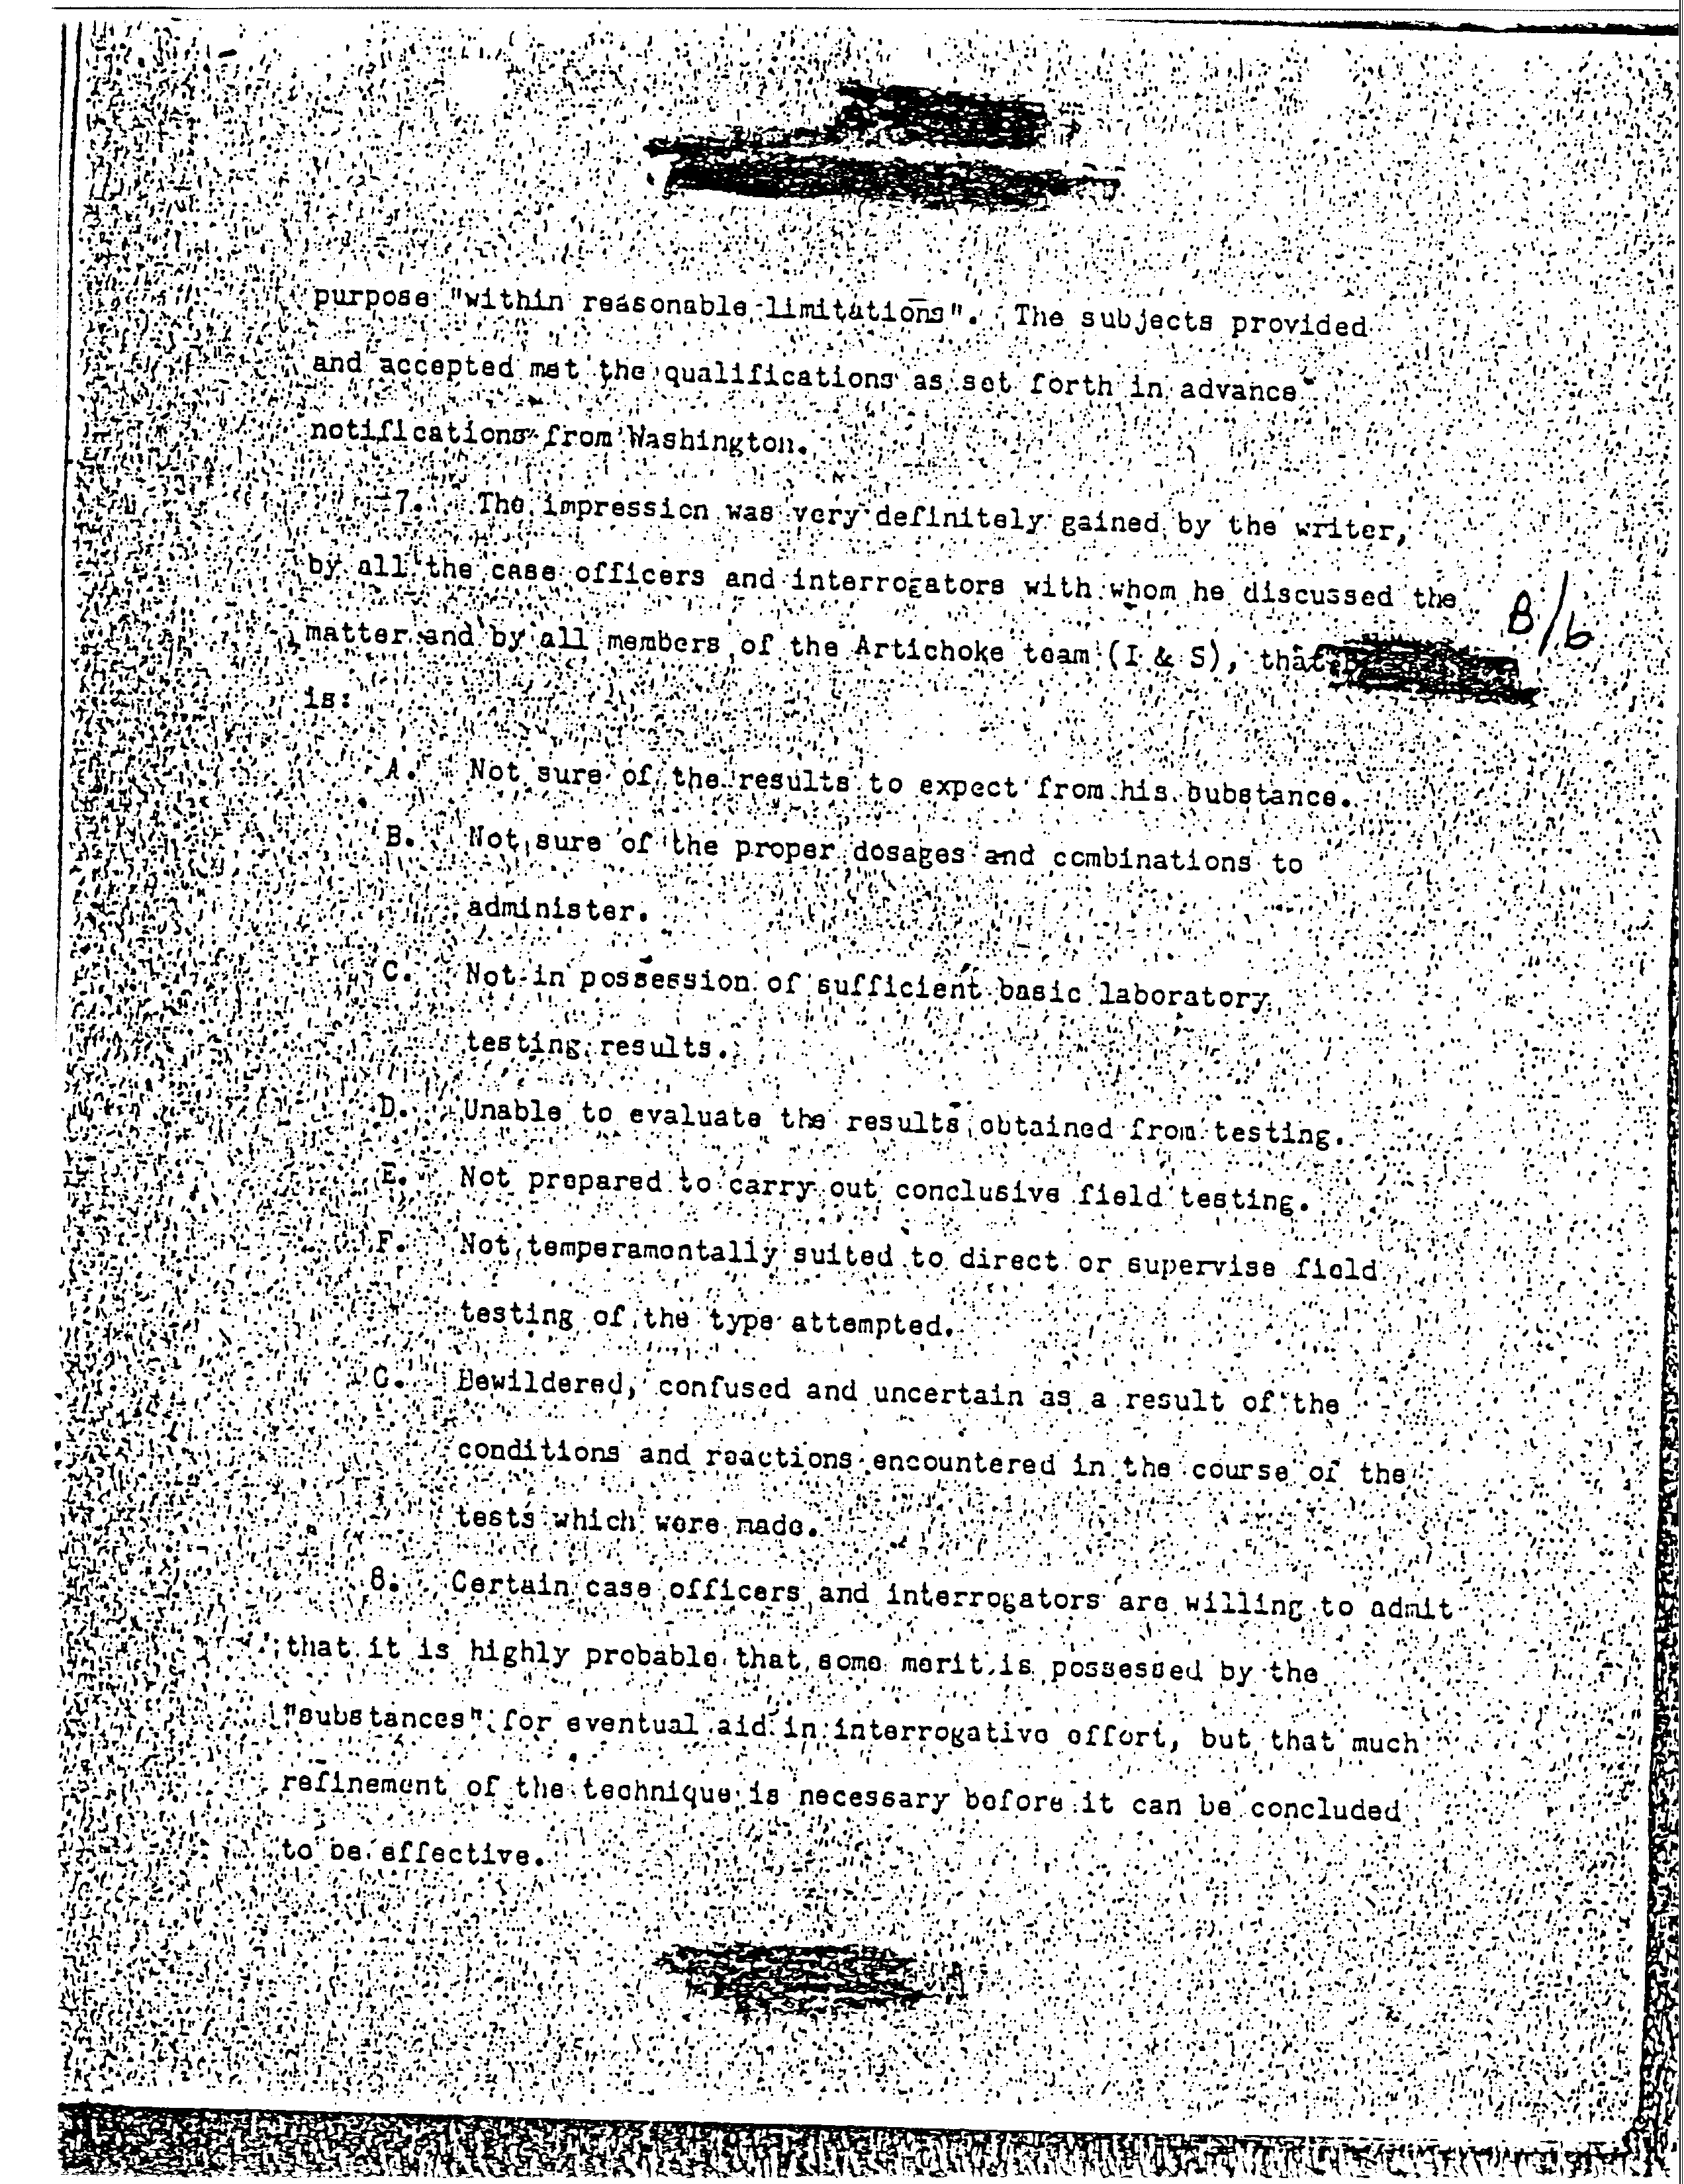 purpose "within reasonable limitations". The subjects provided
and accepted met the qualifications as set forth in advance
notifications from Washington.
7. The impression was very definitely gained by the writer,
by all the case officers and interrogators with whom he discussed the
B/6
matter and by all members of the Artichoke team (I & S), that
is:
A. Not sure of the results to expect from his substance.
B. Not sure of the proper dosages and combinations to
administer.
C. Not in possession of sufficient basic laboratory
testing results.
D. Unable to evaluate the results obtained from testing.
E. Not prepared to carry out conclusive field testing.
F. Not temperamentally suited to direct or supervise field
testing of the type attempted.
G. Bewildered, confused and uncertain as a result of the
conditions and reactions encountered in the course of the
tests which were made.
8. Certain case officers and interrogators are willing to admit
that it is highly probable that some merit is possessed by the
"substances" for eventual aid in interrogative effort, but that much
refinement of the technique is necessary before it can be concluded
to be effective.